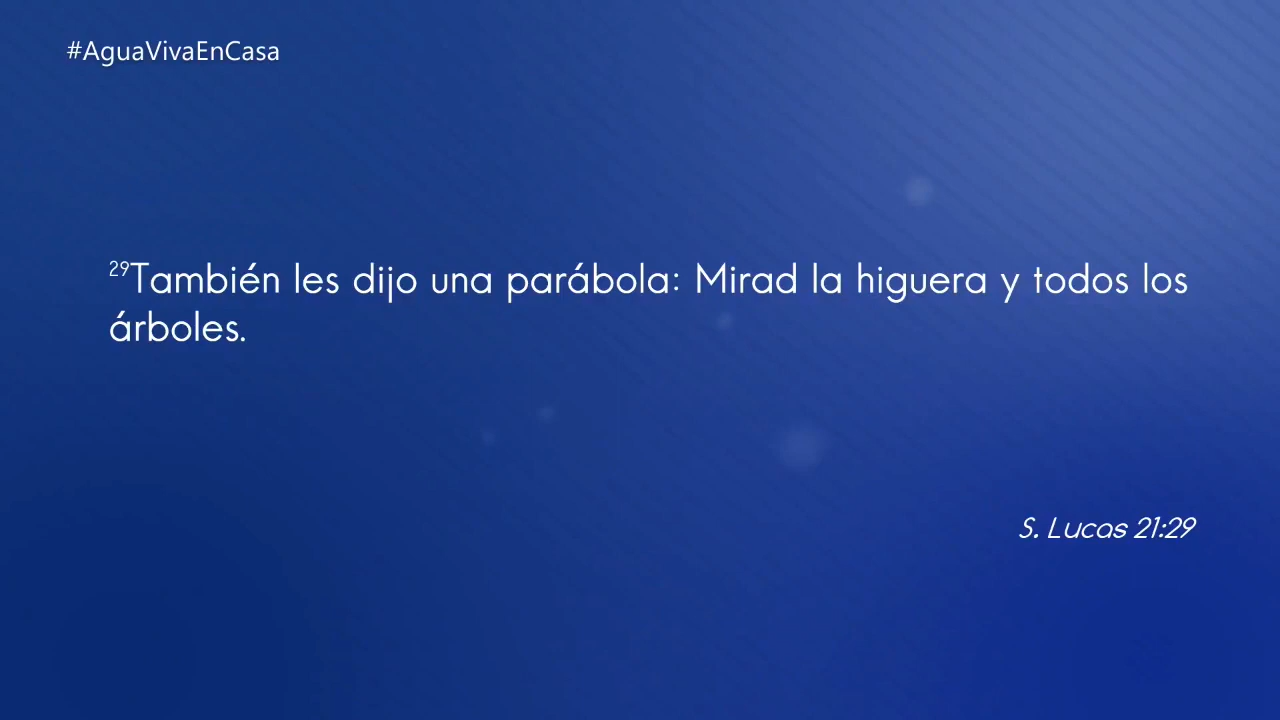 #AguaVivaEnCasa
²⁹También les dijo una parábola: Mirad la higuera y todos los
árboles.
S. Lucas 21:29